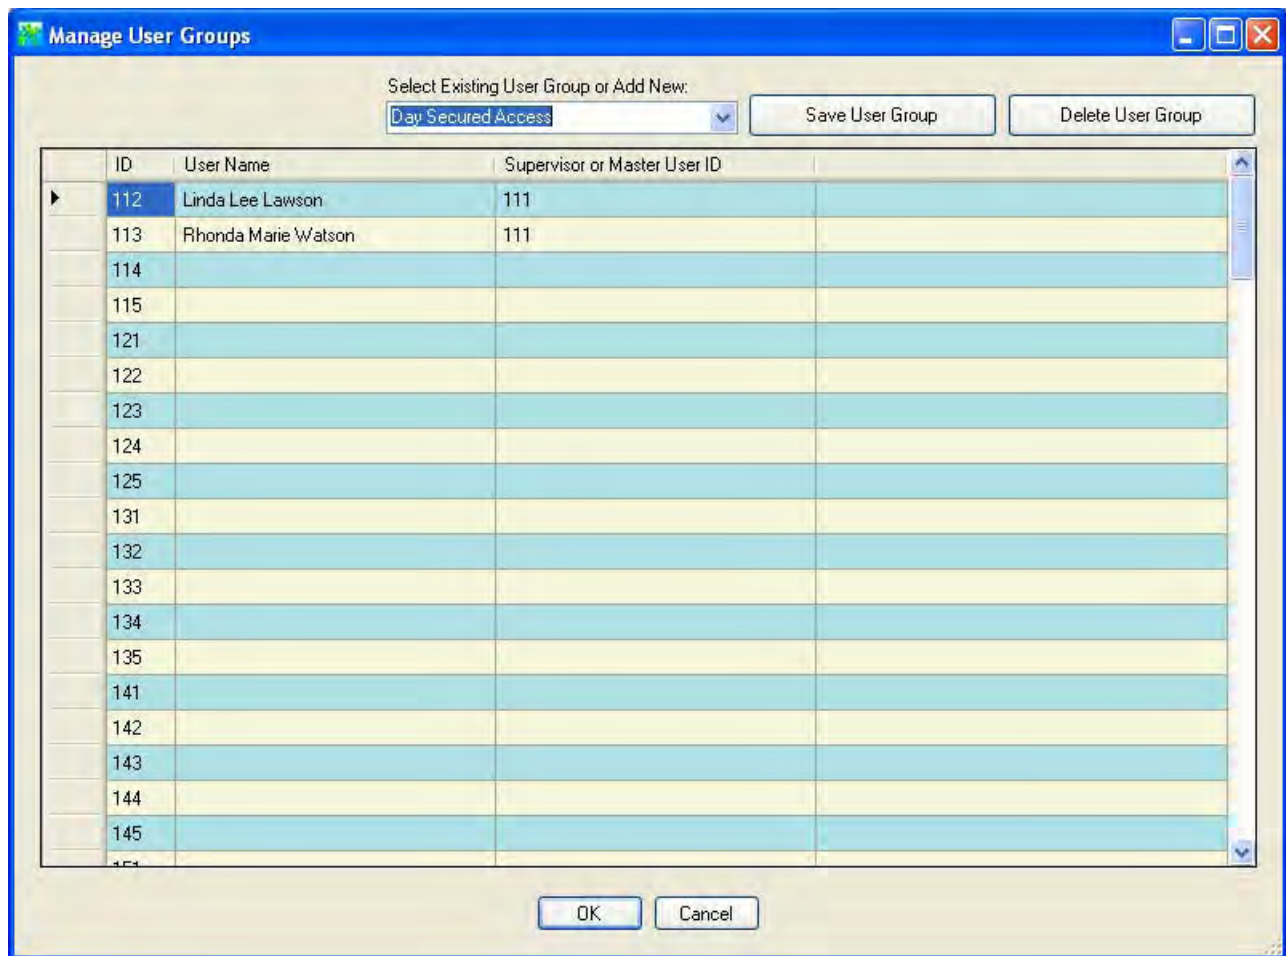 Manage User Groups
Select Existing User Group or Add New:
Day Secured Access
Save User Group
Delete User Group
ID User Name Supervisor or Master User ID
112 Linda Lee Lawson 111
113 Rhonda Marie Watson 111
114
115
121
122
123
124
125
131
132
133
134
135
141
142
143
144
145
OK Cancel